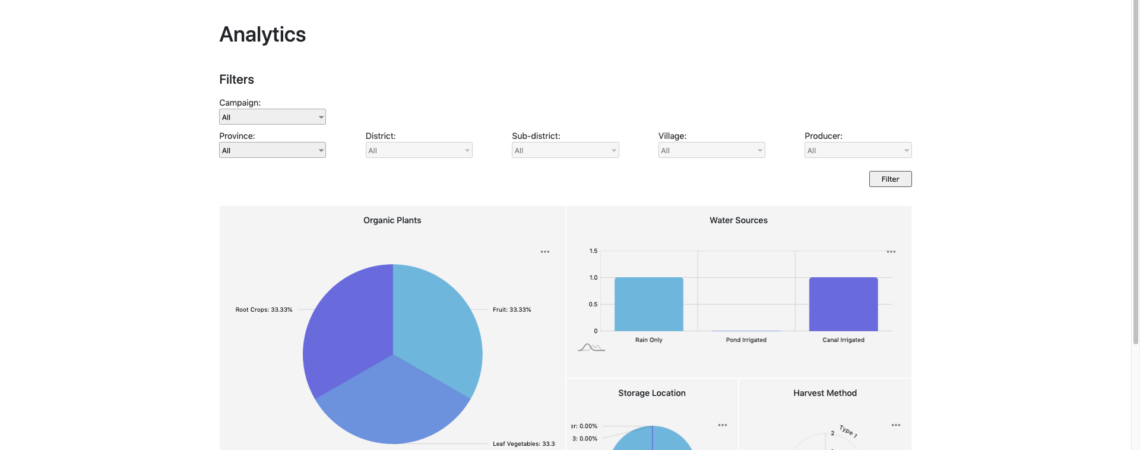 Analytics
Filters
Campaign:
All
Province: District: Sub-district: Village: Producer:
All All All All All
Filter
Organic Plants
Root Crops: 33.33%
Fruit: 33.33%
Leaf Vegetables: 33.3
Water Sources
1.5
1.0
0.5
0
Rain Only Pond Irrigated Canal Irrigated
Storage Location
er: 0.00%
3: 0.00%
Harvest Method
2
Type 1